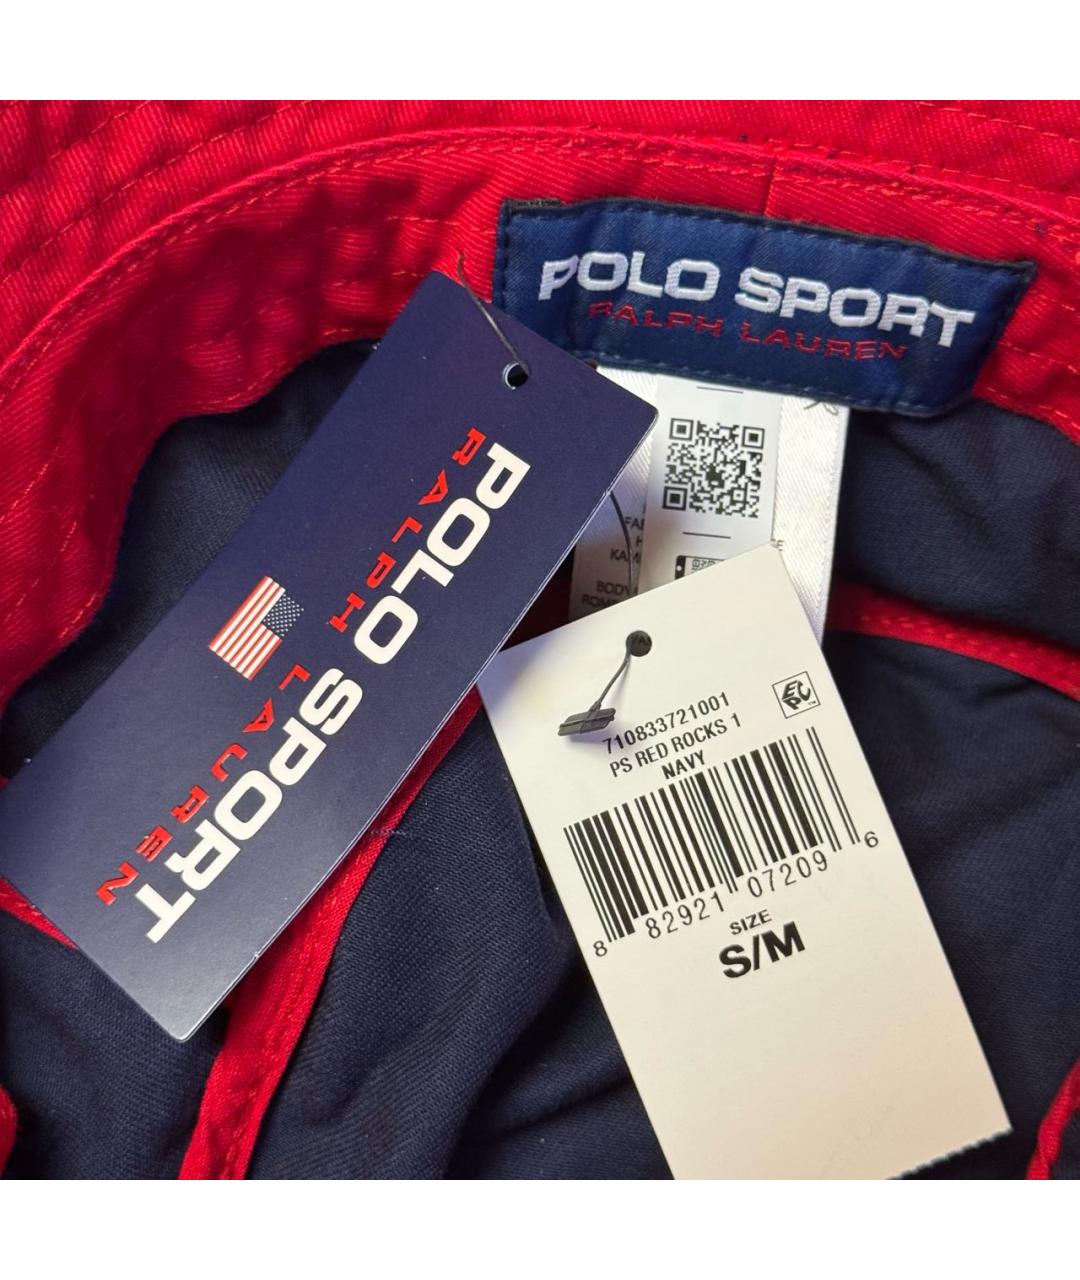 POLO SPORT
RALPH LAUREN
POLO SPORT
RALPH LAUREN
710833721001
PS RED ROCKS 1
NAVY
8 82921 07209 6
SIZE
S/M